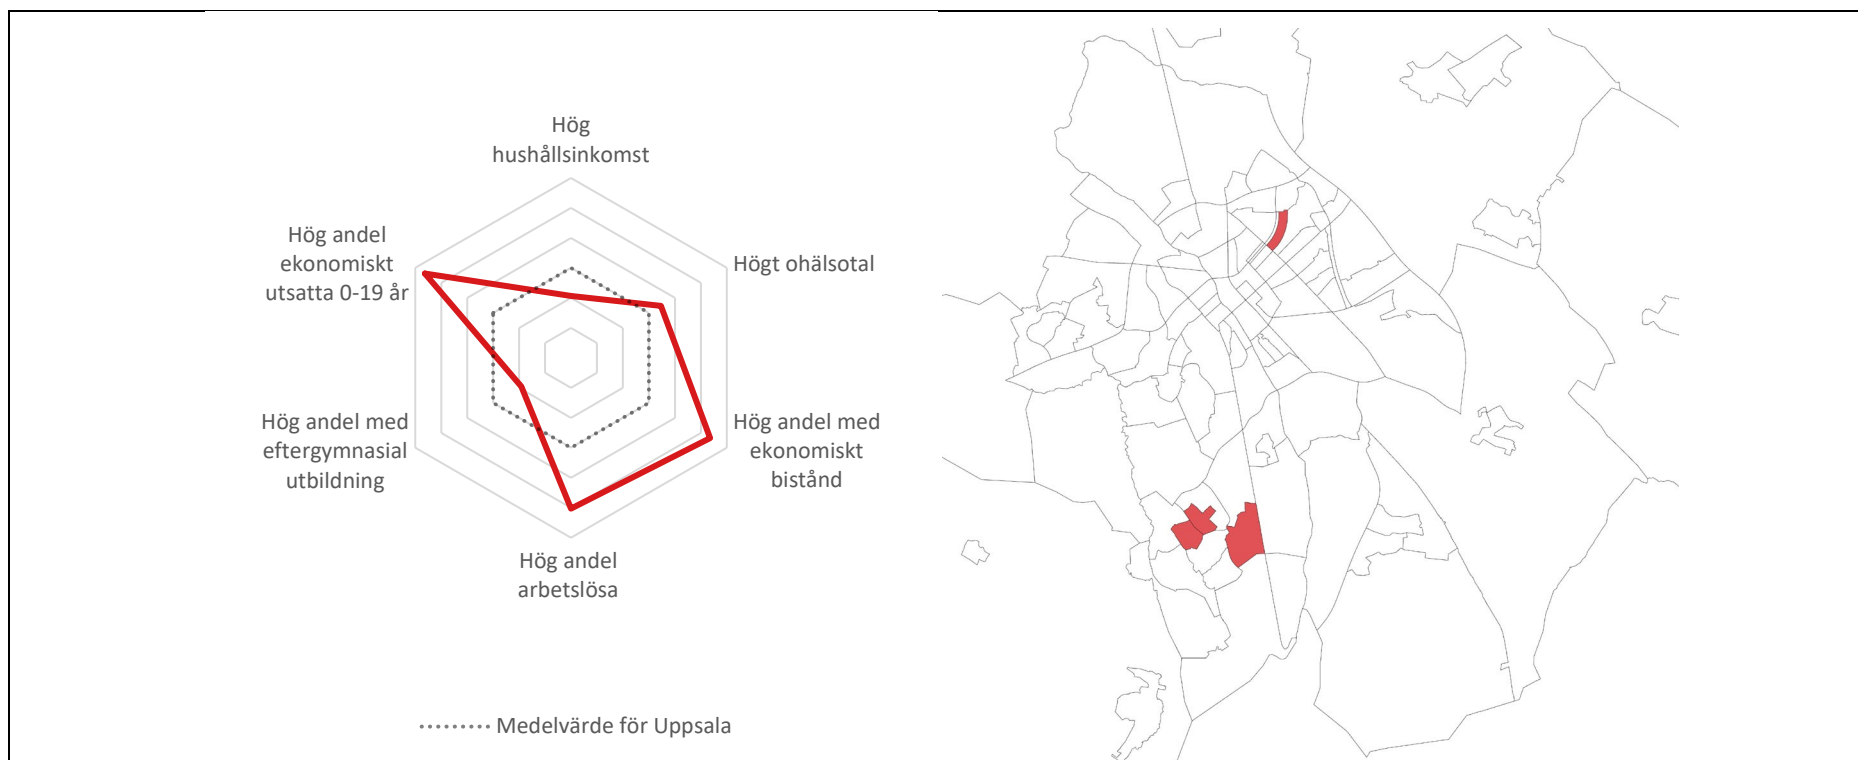 Hög
hushållsinkomst
Högt ohälsotal
Hög andel med
ekonomiskt
bistånd
Hög andel
arbetslösa
Hög andel med
eftergymnasial
utbildning
Hög andel
ekonomiskt
utsatta 0-19 år
Medelvärde för Uppsala